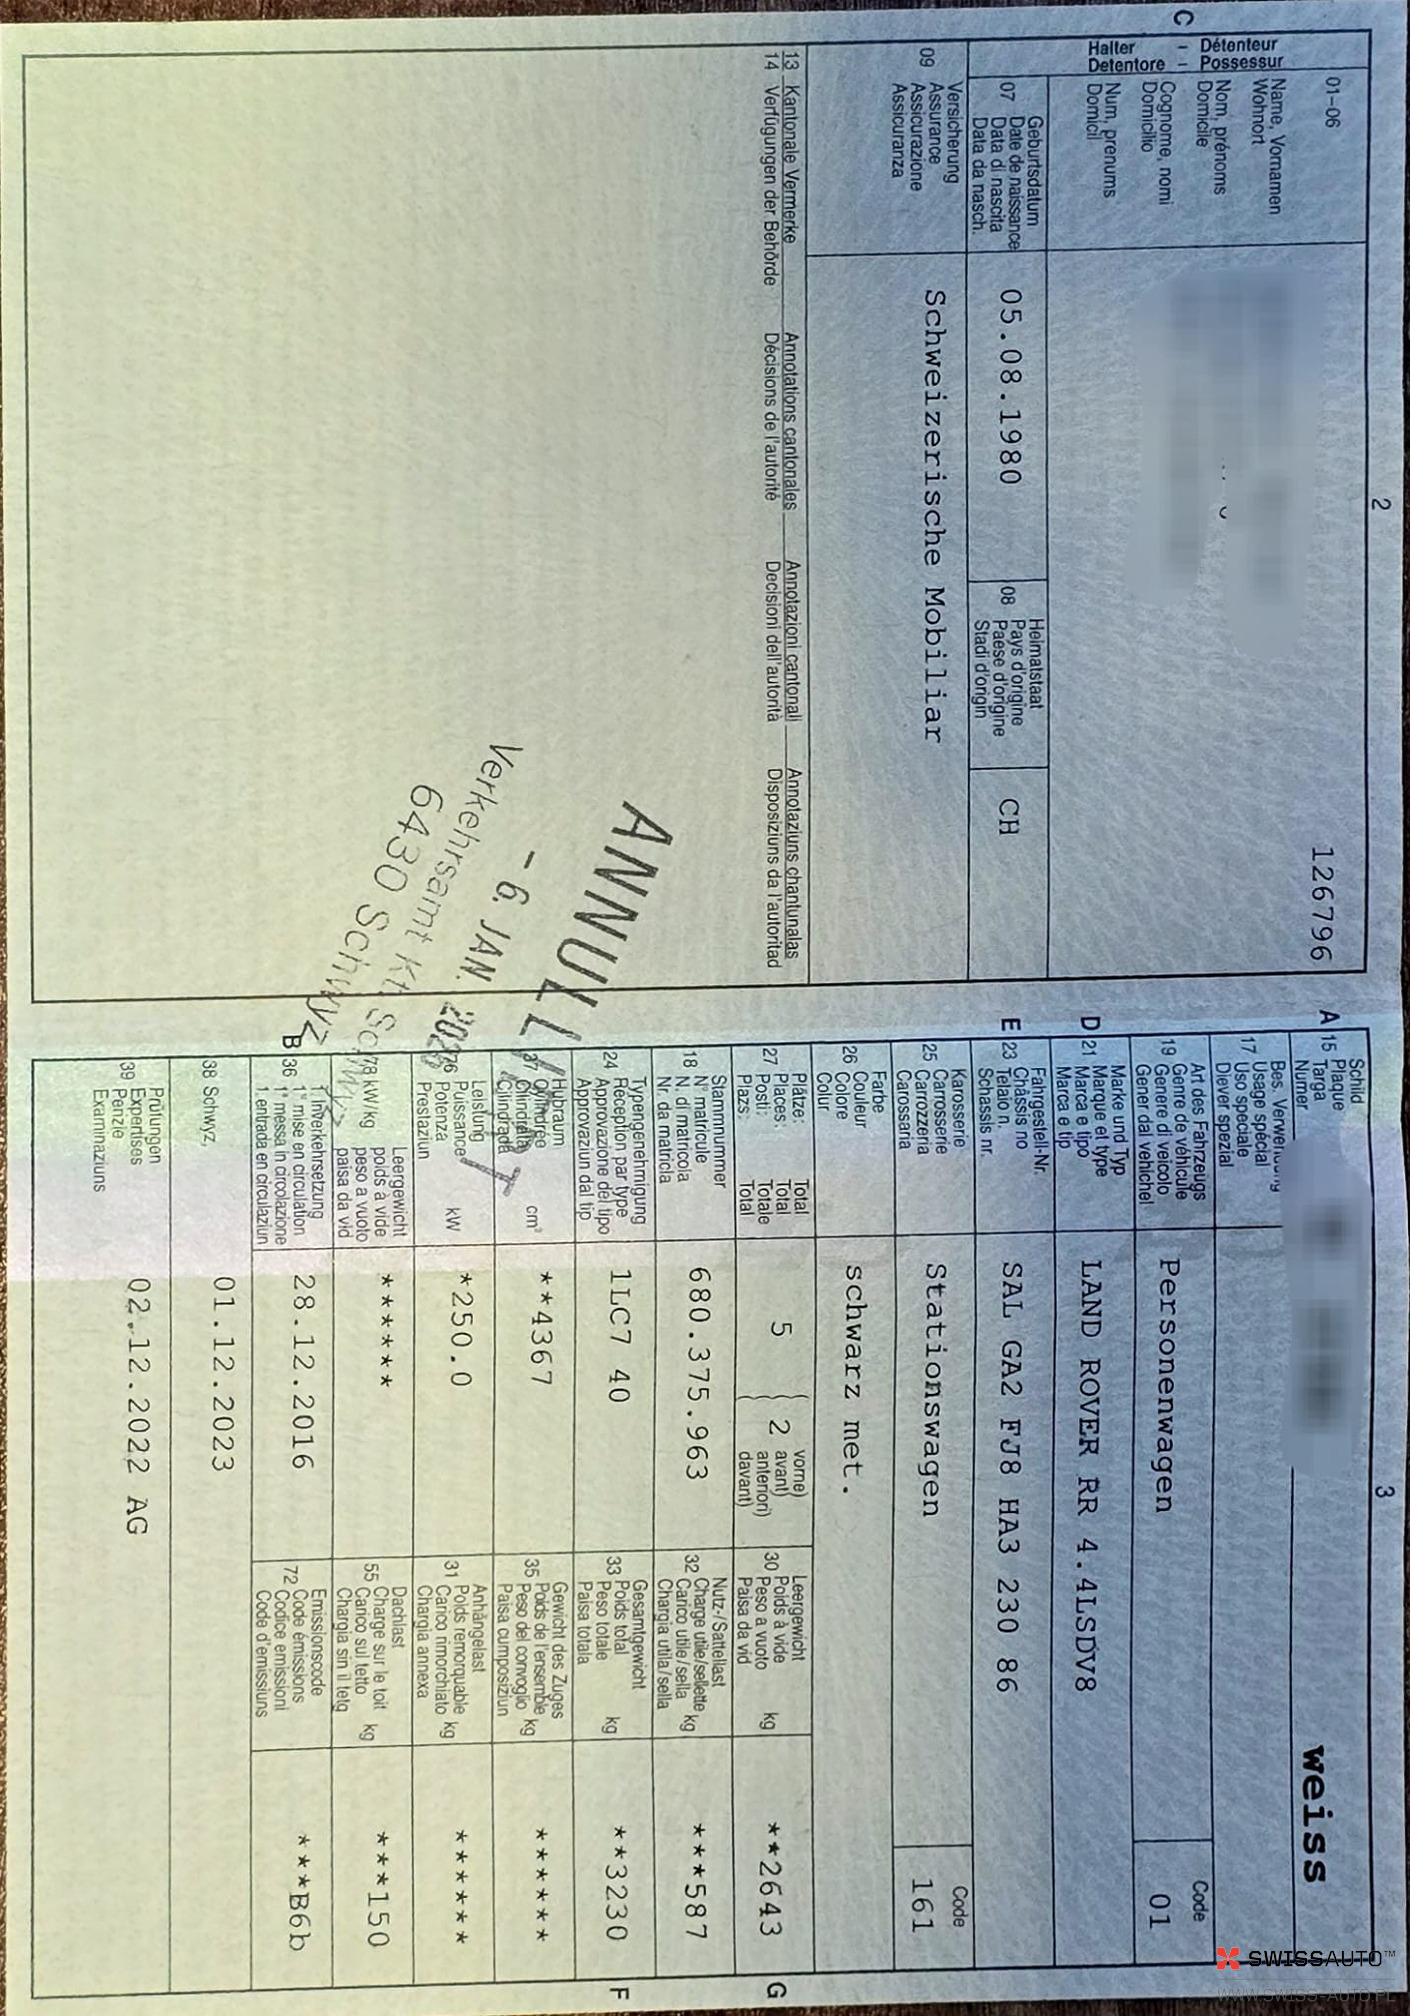 2
C
Halter - Détenteur
Detentore - Possessur
01-06
126796
Name, Vornamen
Wohnort
Nom, prénoms
Domicile
Cognome, nomi
Domicilio
Num, prenums
Domicil
Geburtsdatum
07 Date de naissance
Data di nascita
Data da nasch.
05.08.1980
Heimatstaat
08 Pays d'origine
Paese d'origine
Stadi d'origin
CH
Versicherung
09 Assurance
Assicurazione
Assicuranza
Schweizerische Mobiliar
13 Kantonale Vermerke Annotations cantonales Annotazioni cantonali Annotaziuns chantunalas
14 Verfügungen der Behörde Décisions de l'autorité Decisioni dell'autorità Disposiziuns da l'autoritad
ANNULLIERT
- 6. JAN. 2026
Verkehrsamt Kt. Schwyz
6430 Schwyz
3
Schild
A 15 Plaque
Targa
Numer
weiss
Bes. Verwendung
17 Usage spécial
Uso speciale
Diever spezial
Art des Fahrzeugs
19 Genre de véhicule
Genere di veicolo
Gener dal vehichel
Personenwagen
Code
01
Marke und Typ
D 21 Marque et type
Marca e tipo
Marca e tip
LAND ROVER RR 4.4LSDV8
Fahrgestell-Nr.
E 23 Châssis no
Telaio n.
Schassis nr.
SAL GA2 FJ8 HA3 230 86
Karosserie
25 Carrosserie
Carrozzeria
Carossaria
Stationswagen
Code
161
Farbe
26 Couleur
Colore
Colur
schwarz met.
Plätze: Total
27 Places: Total
Posti: Totale
Plazs: Total
5
2
vorne)
avant)
anteriori)
davant)
Leergewicht
30 Poids à vide
Peso a vuoto
Paisa da vid kg
**2643
G
Stammnummer
18 N° matricule
N. di matricola
Nr. da matricla
680.375.963
Nutz-/Sattellast
32 Charge utile/sellette kg
Carico utile/sella
Chargia utila/sella
***587
Typengenehmigung
24 Réception par type
Approvazione del tipo
Approvaziun dal tip
1LC7 40
Gesamtgewicht
33 Poids total
Peso totale
Paisa totala kg
**3230
F
Hubraum
37 Cylindrée
Cilindrata
Cilindrada cm³
**4367
Gewicht des Zuges
35 Poids de l'ensemble
Peso del convoglio kg
Paisa cumposiziun
******
Leistung
76 Puissance
Potenza kW
Prestaziun
*250.0
Anhängelast
31 Poids remorquable
Carico rimorchiato kg
Chargia annexa
******
78 kW/kg
Leergewicht
poids à vide
peso a vuoto
paisa da vid
*****
Dachlast
55 Charge sur le toit
Carico sul tetto kg
Chargia sin il tetg
***150
1. Inverkehrsetzung
B 36 1re mise en circulation
1a messa in circolazione
1. entrada en circulaziun
28.12.2016
Emissionscode
72 Code émissions
Codice emissioni
Code d'emissiuns
***B6b
38 Schwyz,
01.12.2023
Prüfungen
39 Expertises
Perizie
Examinaziuns
02.12.2022 AG
SWISSAUTO™
WWW.SWISS-AUTO.PL